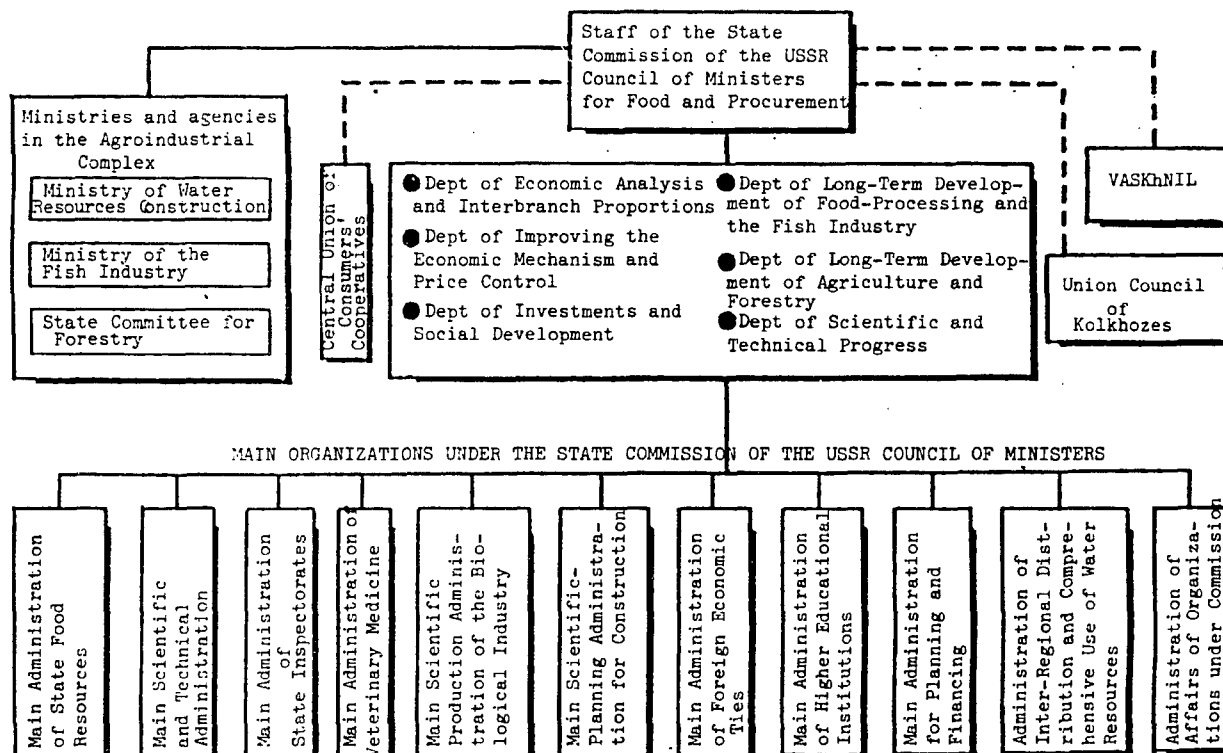 Staff of the State
Commission of the USSR
Council of Ministers
for Food and Procurement
Ministries and agencies
in the Agroindustrial
Complex
Ministry of Water
Resources Construction
Ministry of the
Fish Industry
State Committee for
Forestry
Central Union of
Consumers'
Cooperatives
Dept of Economic Analysis
and Interbranch Proportions
Dept of Improving the
Economic Mechanism and
Price Control
Dept of Investments and
Social Development
Dept of Long-Term Develop-
ment of Food-Processing and
the Fish Industry
Dept of Long-Term Develop-
ment of Agriculture and
Forestry
Dept of Scientific and
Technical Progress
VASKhNIL
Union Council
of
Kolkhozes
MAIN ORGANIZATIONS UNDER THE STATE COMMISSION OF THE USSR COUNCIL OF MINISTERS
Main Administration
of State Food
Resources
Main Scientific
and Technical
Administration
Main Administration
of
State Inspectorates
Main Administration of
Veterinary Medicine
Main Scientific
Production Adminis-
tration of the Bio-
logical Industry
Main Scientific-
Planning Administra-
tion for Construction
Main Administration
of Foreign Economic
Ties
Main Administration
of Higher Educational
Institutions
Main Administration
for Planning and
Financing
Administration of
Inter-Regional Dist-
ribution and Compre-
hensive Use of Water
Resources
Administration of
Affairs of Organiza-
tions under Commission